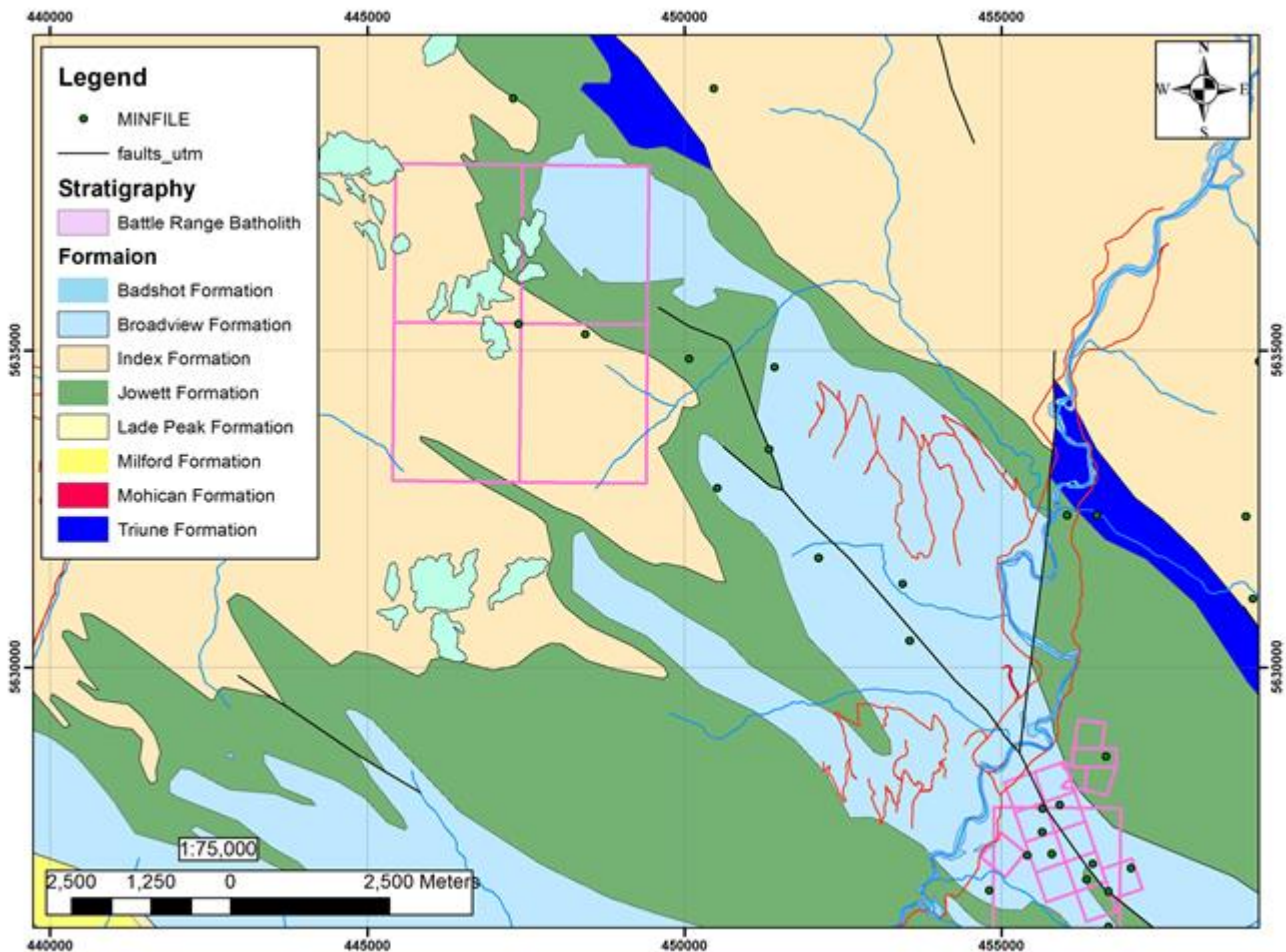 440000 445000 450000 455000
Legend
MINFILE
faults_utm
Stratigraphy
Battle Range Batholith
Formaion
Badshot Formation
Broadview Formation
Index Formation
Jowett Formation
Lade Peak Formation
Milford Formation
Mohican Formation
Triune Formation
N
W E
S
5635000 5635000
5630000 5630000
1:75,000
2,500 1,250 0 2,500 Meters
440000 445000 450000 455000